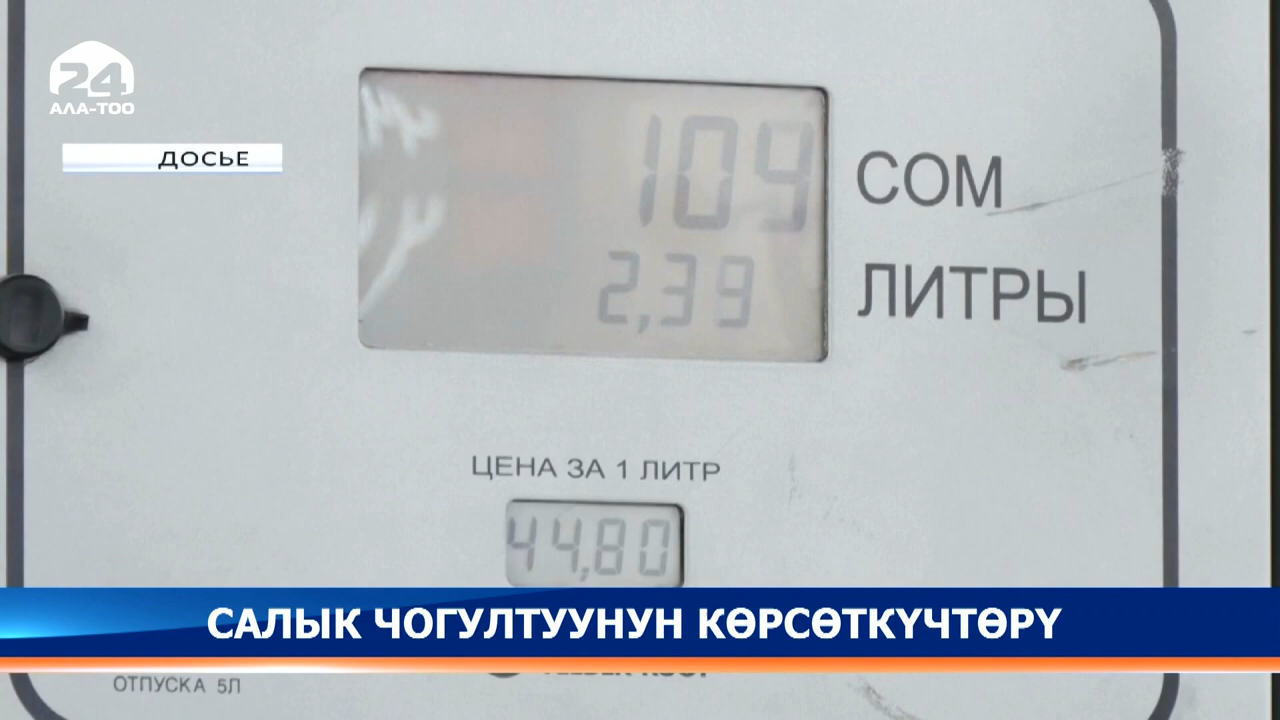 24
АЛА-ТОО
ДОСЬЕ
109
СОМ
2,39
ЛИТРЫ
ЦЕНА ЗА 1 ЛИТР
44,80
САЛЫК ЧОГУЛТУУНУН КӨРСӨТКҮЧТӨРҮ
ОТПУСКА 5Л